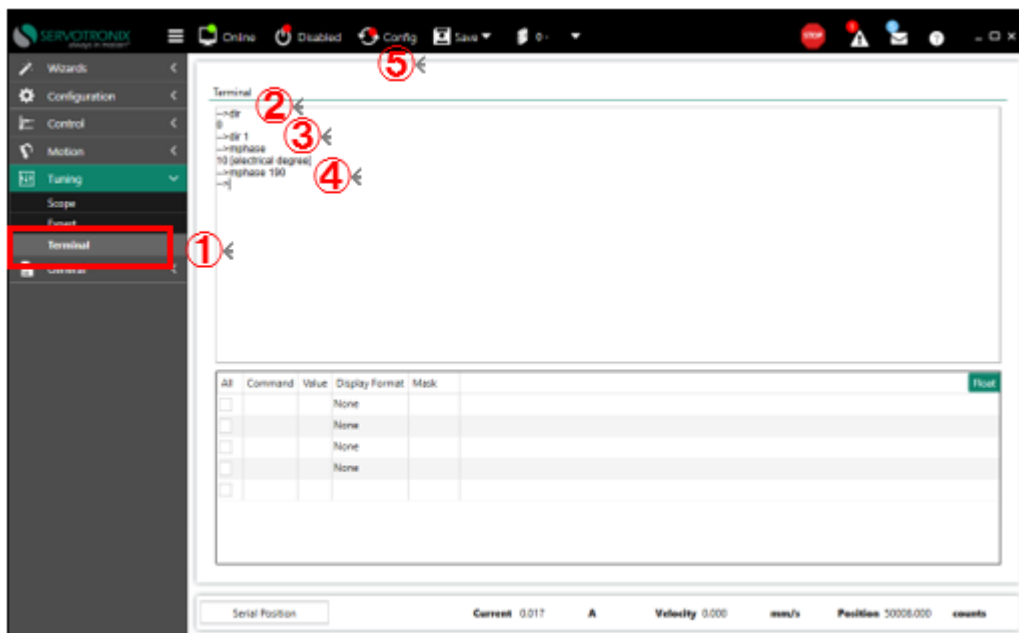 SERVOTRONIX
always in motion
Online
Disabled
Config
Save
0-
STOP
⑤
Wizards
Configuration
Control
Motion
Tuning
Scope
Expert
Terminal
General
①
Terminal
-->dir
②
0
-->dir 1
③
-->mphase
10 [electrical degree]
-->mphase 190
④
-->
All Command Value Display Format Mask
Float
None
None
None
None
Serial Position
Current 0.017 A
Velocity 0.000 mm/s
Position 50008.000 counts